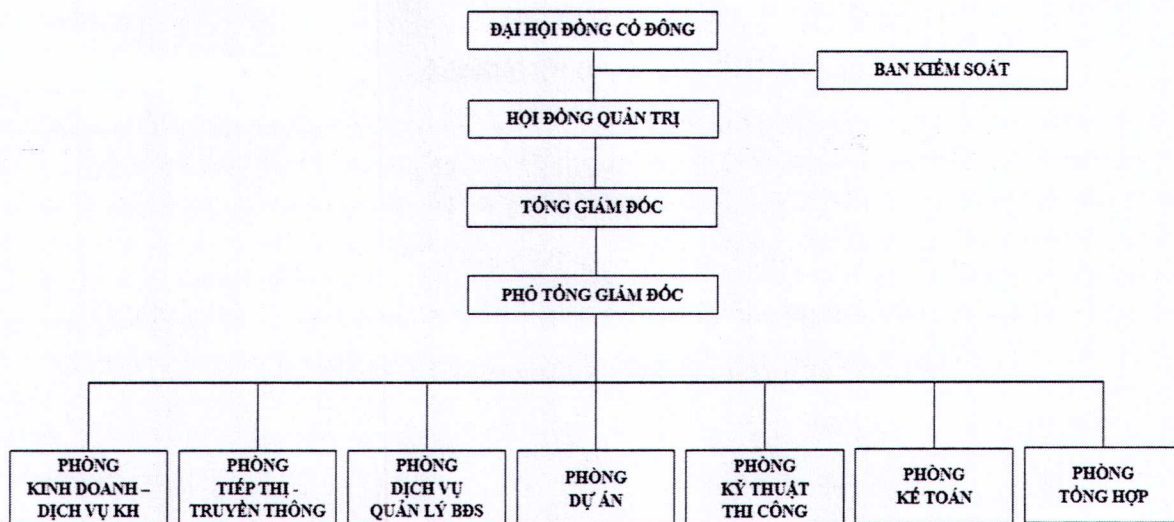 ĐẠI HỘI ĐỒNG CỔ ĐÔNG
BAN KIỂM SOÁT
HỘI ĐỒNG QUẢN TRỊ
TỔNG GIÁM ĐỐC
PHÓ TỔNG GIÁM ĐỐC
PHÒNG
KINH DOANH –
DỊCH VỤ KH
PHÒNG
TIẾP THỊ -
TRUYỀN THÔNG
PHÒNG
DỊCH VỤ
QUẢN LÝ BĐS
PHÒNG
DỰ ÁN
PHÒNG
KỸ THUẬT
THI CÔNG
PHÒNG
KẾ TOÁN
PHÒNG
TỔNG HỢP